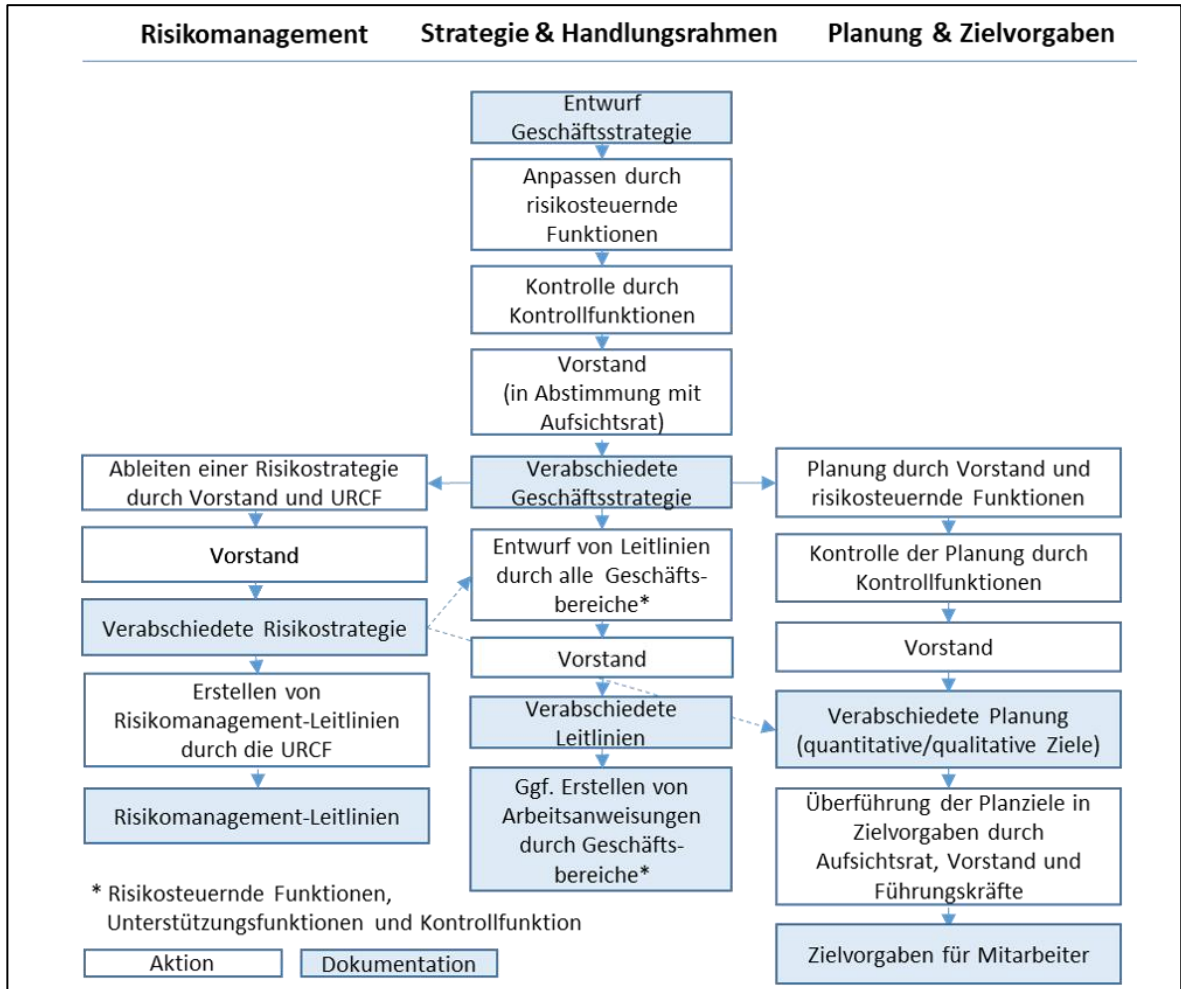 Risikomanagement
Strategie & Handlungsrahmen
Planung & Zielvorgaben
Entwurf
Geschäftsstrategie
Anpassen durch
risikosteuernde
Funktionen
Kontrolle durch
Kontrollfunktionen
Vorstand
(in Abstimmung mit
Aufsichtsrat)
Verabschiedete
Geschäftsstrategie
Ableiten einer Risikostrategie
durch Vorstand und URCF
Vorstand
Verabschiedete Risikostrategie
Erstellen von
Risikomanagement-Leitlinien
durch die URCF
Risikomanagement-Leitlinien
Entwurf von Leitlinien
durch alle Geschäfts-
bereiche*
Vorstand
Verabschiedete
Leitlinien
Ggf. Erstellen von
Arbeitsanweisungen
durch Geschäfts-
bereiche*
Planung durch Vorstand und
risikosteuernde Funktionen
Kontrolle der Planung durch
Kontrollfunktionen
Vorstand
Verabschiedete Planung
(quantitative/qualitative Ziele)
Überführung der Planziele in
Zielvorgaben durch
Aufsichtsrat, Vorstand und
Führungskräfte
Zielvorgaben für Mitarbeiter
* Risikosteuernde Funktionen,
Unterstützungsfunktionen und Kontrollfunktion
Aktion
Dokumentation